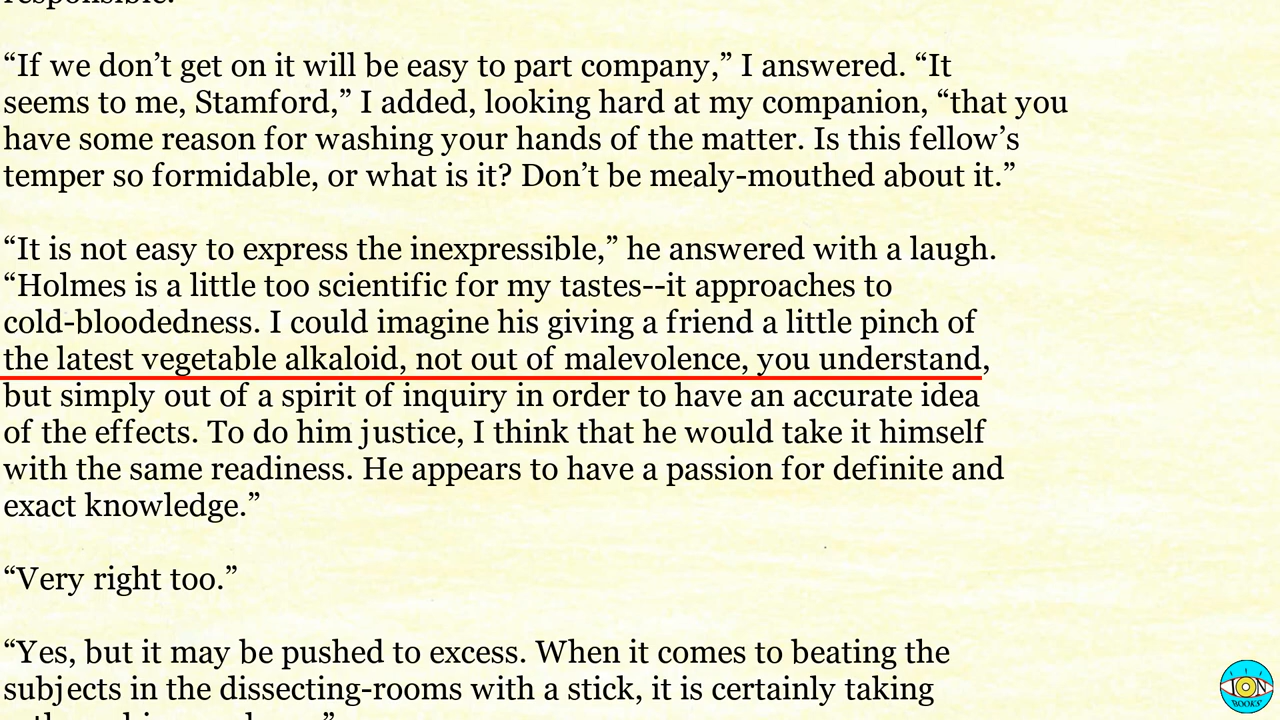 responsible.
“If we don’t get on it will be easy to part company,” I answered. “It
seems to me, Stamford,” I added, looking hard at my companion, “that you
have some reason for washing your hands of the matter. Is this fellow’s
temper so formidable, or what is it? Don’t be mealy-mouthed about it.”
“It is not easy to express the inexpressible,” he answered with a laugh.
“Holmes is a little too scientific for my tastes--it approaches to
cold-bloodedness. I could imagine his giving a friend a little pinch of
the latest vegetable alkaloid, not out of malevolence, you understand,
but simply out of a spirit of inquiry in order to have an accurate idea
of the effects. To do him justice, I think that he would take it himself
with the same readiness. He appears to have a passion for definite and
exact knowledge.”
“Very right too.”
“Yes, but it may be pushed to excess. When it comes to beating the
subjects in the dissecting-rooms with a stick, it is certainly taking
ION
BOOKS